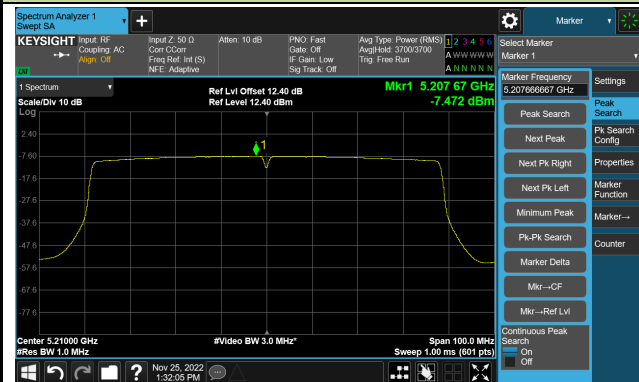 Spectrum Analyzer 1
Swept SA
Marker
KEYSIGHT
Input: RF
Coupling: AC
Align: Off
Input Z: 50 Ω
Corr CCorr
Freq Ref: Int (S)
NFE: Adaptive
Atten: 10 dB
PNO: Fast
Gate: Off
IF Gain: Low
Sig Track: Off
Avg Type: Power (RMS)
Avg|Hold: 3700/3700
Trig: Free Run
1 2 3 4 5 6
A W W W W W
A N N N N N
Select Marker
Marker 1
1 Spectrum
Scale/Div 10 dB
Log
Ref Lvl Offset 12.40 dB
Ref Level 12.40 dBm
Mkr1 5.207 67 GHz
-7.472 dBm
2.40
-7.60
-17.6
-27.6
-37.6
-47.6
-57.6
-67.6
-77.6
1
Center 5.21000 GHz
#Res BW 1.0 MHz
#Video BW 3.0 MHz*
Span 100.0 MHz
Sweep 1.00 ms (601 pts)
Marker Frequency
5.207666667 GHz
Peak Search
Next Peak
Next Pk Right
Next Pk Left
Minimum Peak
Pk-Pk Search
Marker Delta
Mkr→CF
Mkr→Ref Lvl
Continuous Peak
Search
On
Off
Settings
Peak
Search
Pk Search
Config
Properties
Marker
Function
Marker→
Counter
?
Nov 25, 2022
1:32:05 PM